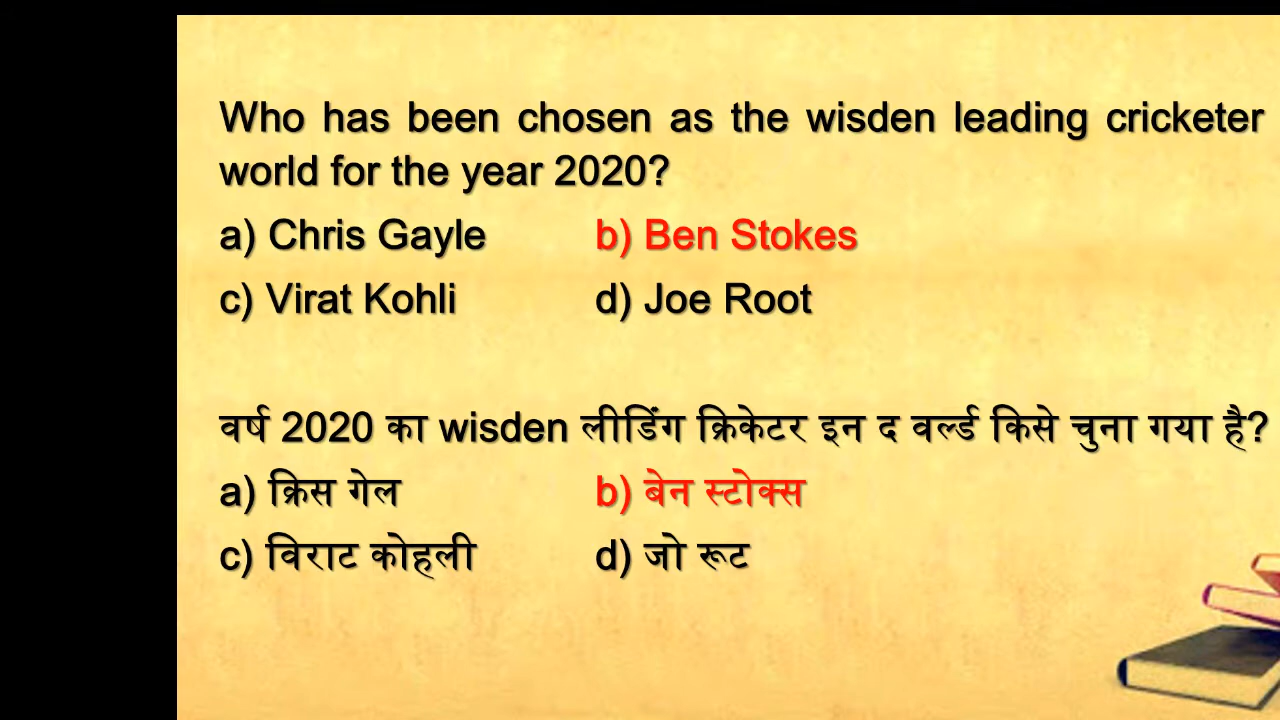 Who has been chosen as the wisden leading cricketer
world for the year 2020?
a) Chris Gayle b) Ben Stokes
c) Virat Kohli d) Joe Root
वर्ष 2020 का wisden लीडिंग क्रिकेटर इन द वर्ल्ड किसे चुना गया है?
a) क्रिस गेल b) बेन स्टोक्स
c) विराट कोहली d) जो रूट